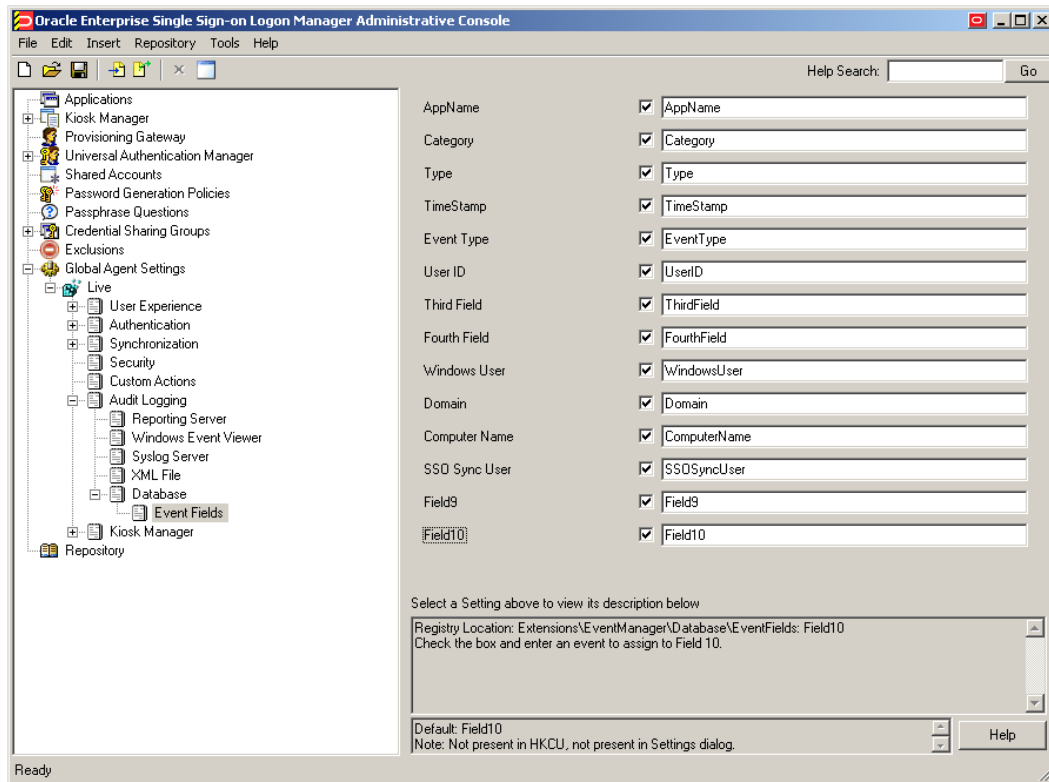 Oracle Enterprise Single Sign-on Logon Manager Administrative Console
File Edit Insert Repository Tools Help
Help Search: Go
Applications
Kiosk Manager
Provisioning Gateway
Universal Authentication Manager
Shared Accounts
Password Generation Policies
Passphrase Questions
Credential Sharing Groups
Exclusions
Global Agent Settings
Live
User Experience
Authentication
Synchronization
Security
Custom Actions
Audit Logging
Reporting Server
Windows Event Viewer
Syslog Server
XML File
Database
Event Fields
Kiosk Manager
Repository
AppName AppName
Category Category
Type Type
TimeStamp TimeStamp
Event Type EventType
User ID UserID
Third Field ThirdField
Fourth Field FourthField
Windows User WindowsUser
Domain Domain
Computer Name ComputerName
SSO Sync User SSOSyncUser
Field9 Field9
Field10 Field10
Select a Setting above to view its description below
Registry Location: Extensions\EventManager\Database\EventFields: Field10
Check the box and enter an event to assign to Field 10.
Default: Field10
Note: Not present in HKCU, not present in Settings dialog.
Help
Ready